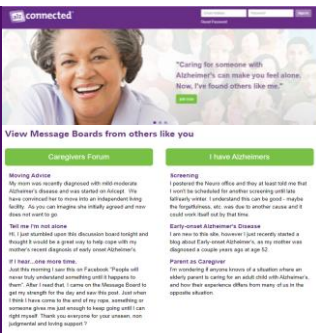 alz connected
"Caring for someone with
Alzheimer's can make you feel alone.
Now, I've found others like me."
View Message Boards from others like you
Caregivers Forum
I have Alzheimers
Moving Advice
My mom was recently diagnosed with mild-moderate
Alzheimer's disease and was started on Aricept. We
have convinced her to move into an independent living
facility. As you can imagine she initially agreed and now
does not want to go
Tell me I'm not alone
Hi, I just stumbled upon this discussion board tonight and
thought it would be a great way to help cope with my
mother's recent diagnosis of early onset Alzheimer's.
If I hear...one more time.
Just this morning I saw this on Facebook "People will
never truly understand something until it happens to
them". After I read that, I came on the Message Board to
get my strength for the day and saw this post. Just when
I think I have come to the end of my rope, something or
someone gives me just enough to keep going until I can
right myself! Thank you everyone for your unseen, non
judgmental and loving support ?
Screening
I pestered the Neuro office and they at least told me that
I won't be scheduled for another screening until late
fall/early winter. I understand this can be good - maybe
the forgetfulness, etc. was due to another cause and it
could work itself out by that time.
Early-onset Alzheimer's Disease
I am new to this site, however I just recently started a
blog about Early-onset Alzheimer's, as my mother was
diagnosed a couple years ago at age 52.
Parent as Caregiver
I'm wondering if anyone knows of a situation where an
elderly parent is caring for an adult child with Alzheimer's
and how their experience differs from many of us in the
opposite situation.